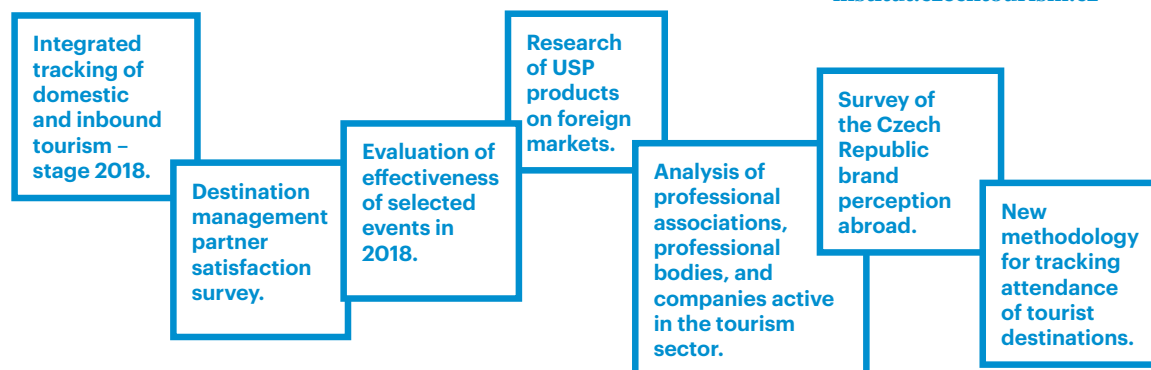 Integrated
tracking of
domestic
and inbound
tourism –
stage 2018.
Destination
management
partner
satisfaction
survey.
Evaluation of
effectiveness
of selected
events in
2018.
Research
of USP
products
on foreign
markets.
Analysis of
professional
associations,
professional
bodies, and
companies active
in the tourism
sector.
Survey of
the Czech
Republic
brand
perception
abroad.
New
methodology
for tracking
attendance
of tourist
destinations.